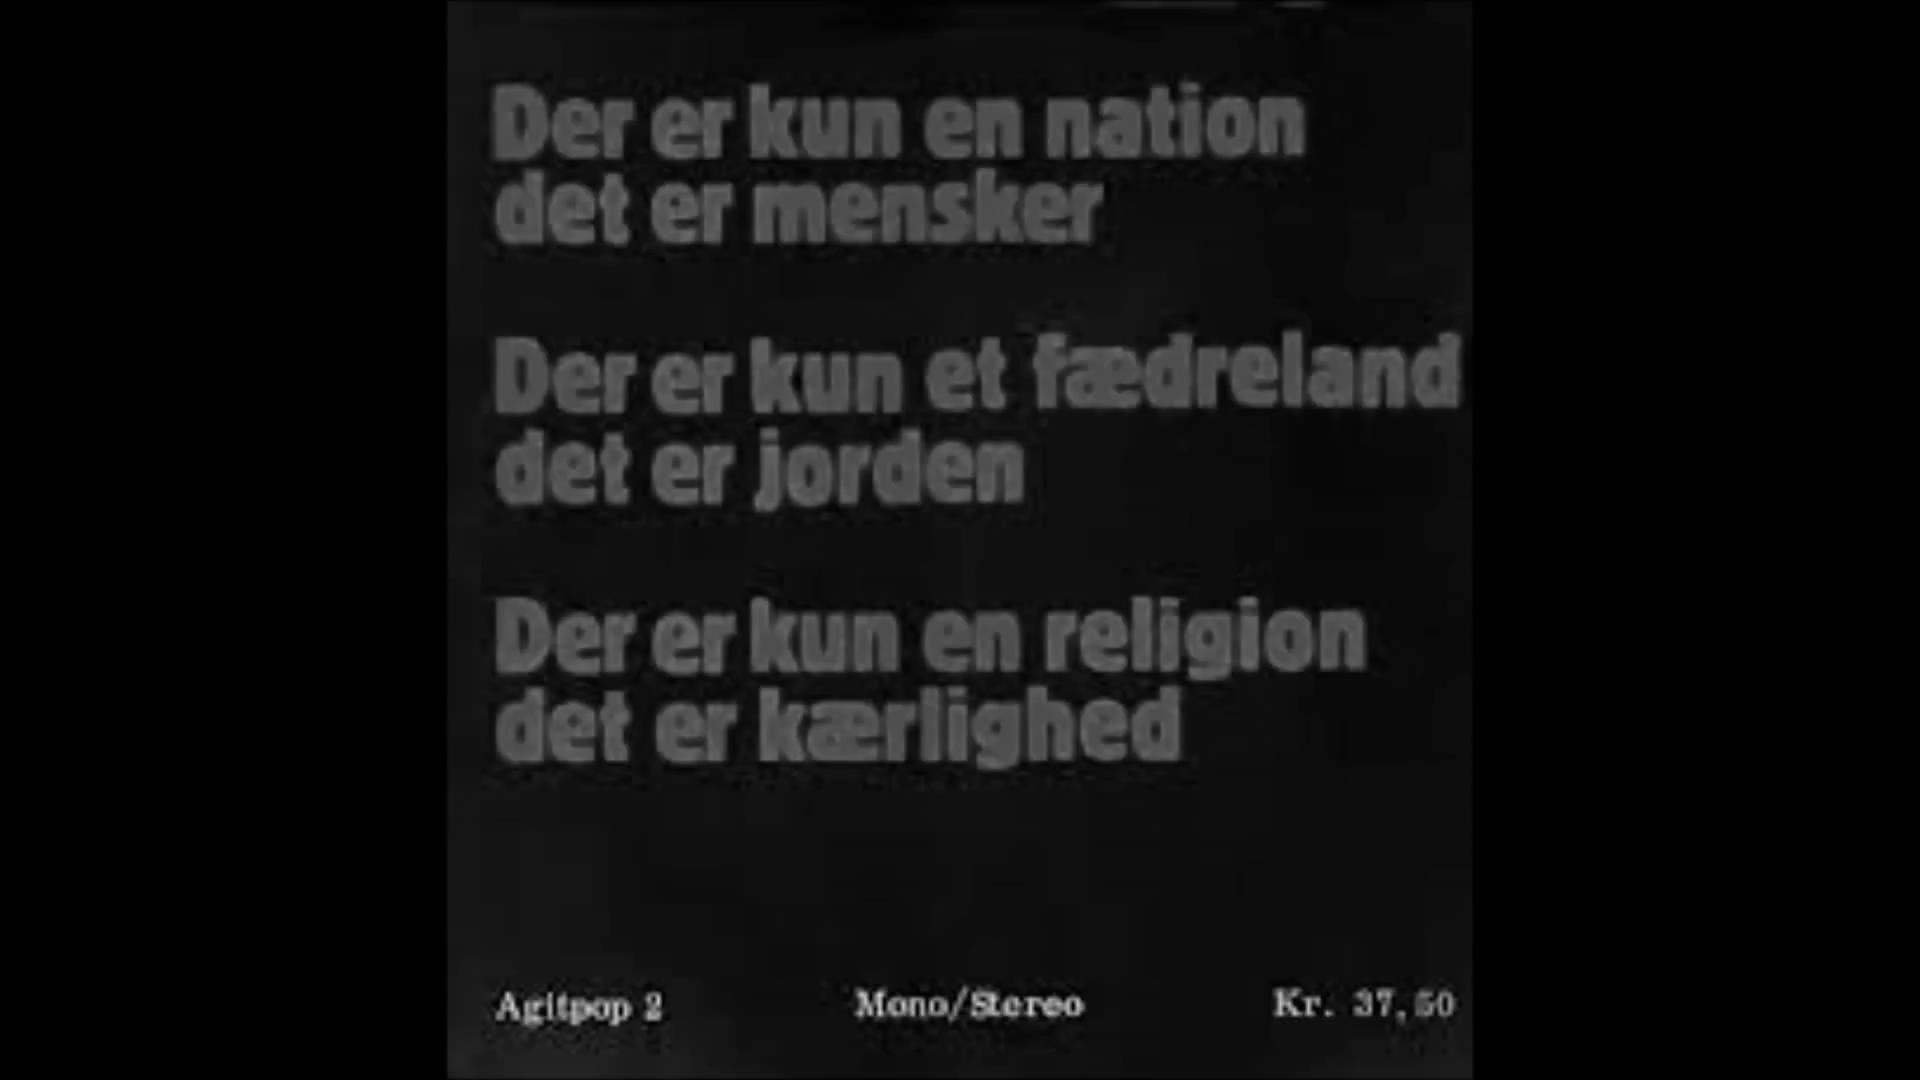 Der er kun en nation
det er mensker
Der er kun et fædreland
det er jorden
Der er kun en religion
det er kærlighed
Agitpop 2 Mono/Stereo Kr. 37,50